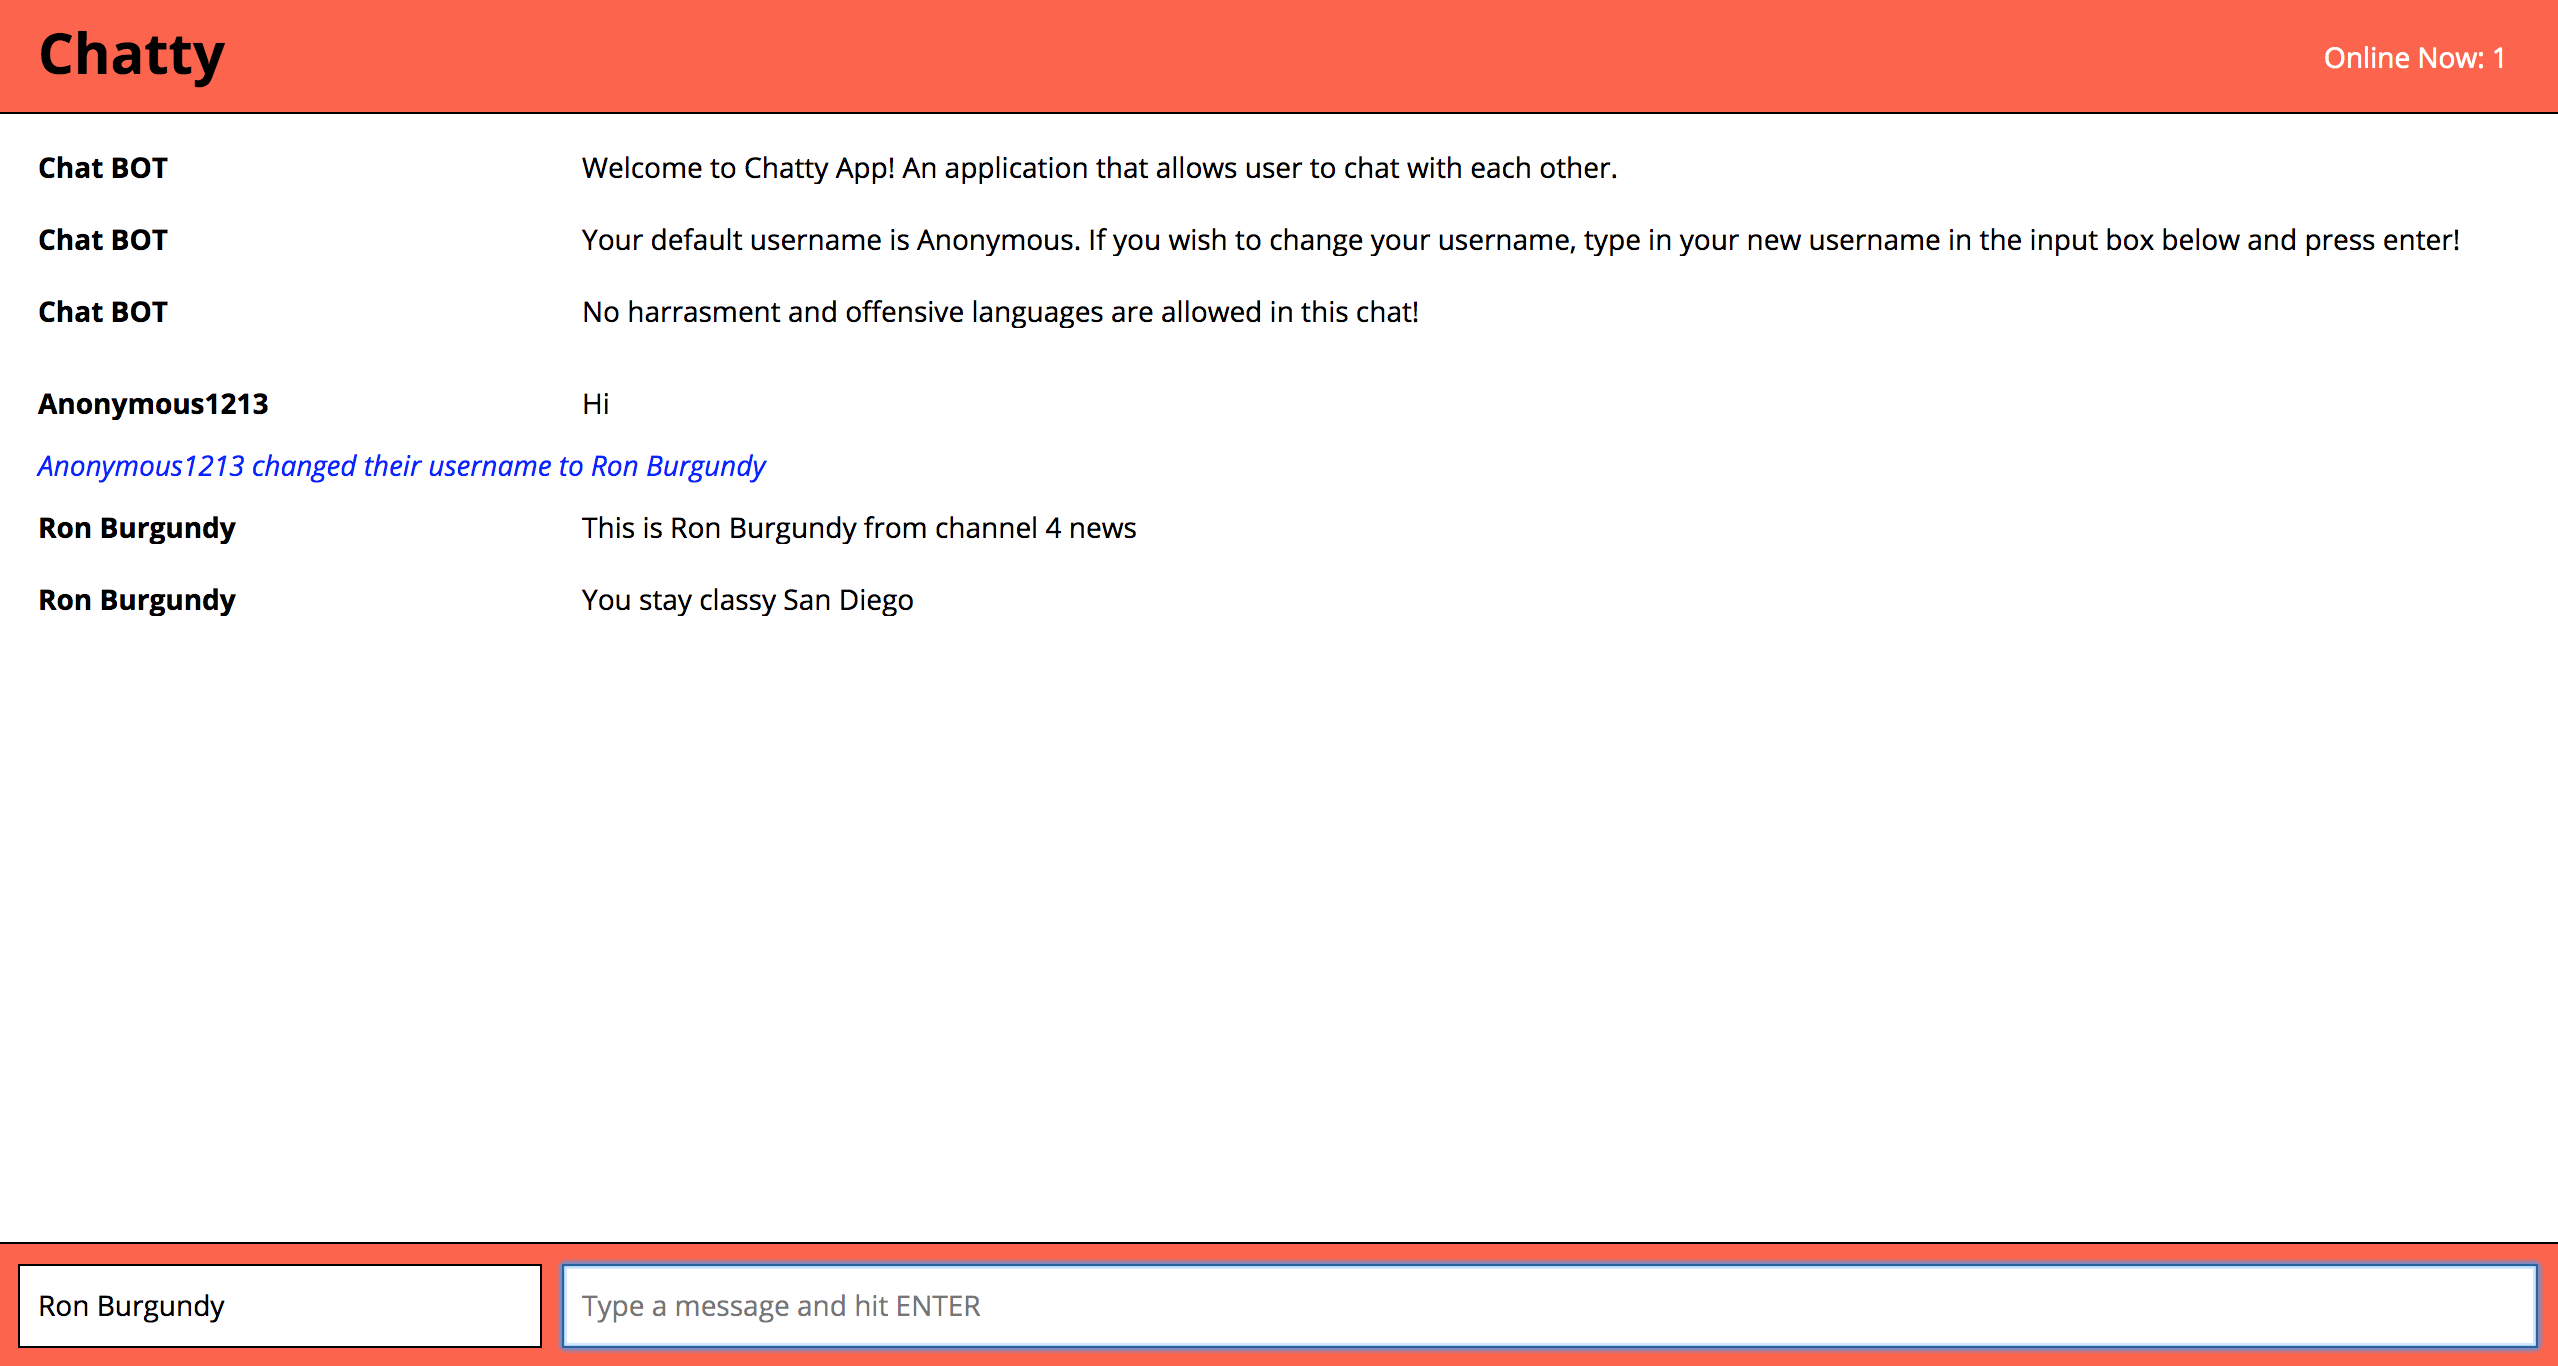 Chatty
Online Now: 1
Chat BOT Welcome to Chatty App! An application that allows user to chat with each other.
Chat BOT Your default username is Anonymous. If you wish to change your username, type in your new username in the input box below and press enter!
Chat BOT No harrasment and offensive languages are allowed in this chat!
Anonymous1213 Hi
Anonymous1213 changed their username to Ron Burgundy
Ron Burgundy This is Ron Burgundy from channel 4 news
Ron Burgundy You stay classy San Diego
Ron Burgundy Type a message and hit ENTER